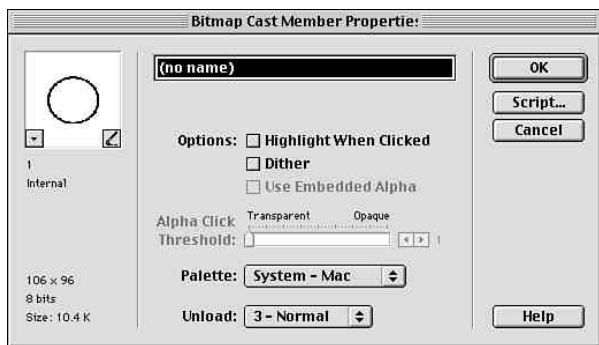 Bitmap Cast Member Properties
(no name)
OK
Script...
Cancel
Options: Highlight When Clicked
Dither
Use Embedded Alpha
1
Internal
Alpha Click Threshold:
Transparent Opaque
1
Palette: System - Mac
106 x 96
8 bits
Size: 10.4 K
Unload: 3 - Normal
Help